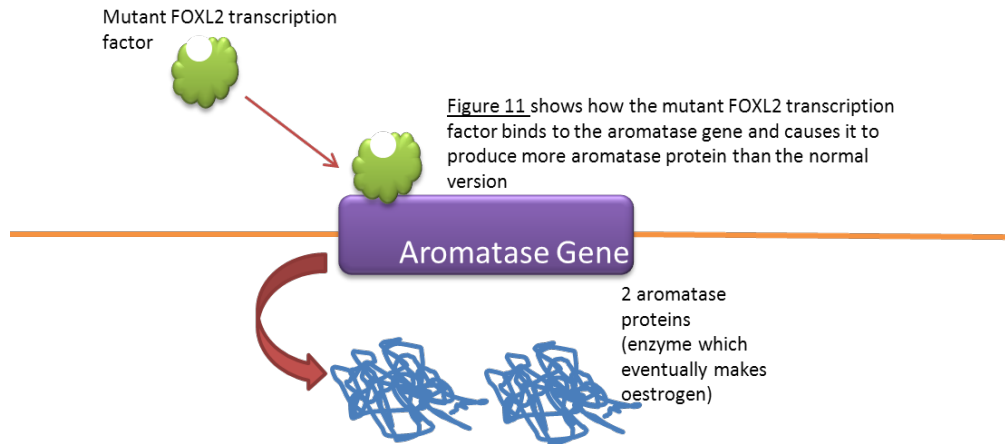 Mutant FOXL2 transcription
factor
Figure 11 shows how the mutant FOXL2 transcription
factor binds to the aromatase gene and causes it to
produce more aromatase protein than the normal
version
Aromatase Gene
2 aromatase
proteins
(enzyme which
eventually makes
oestrogen)